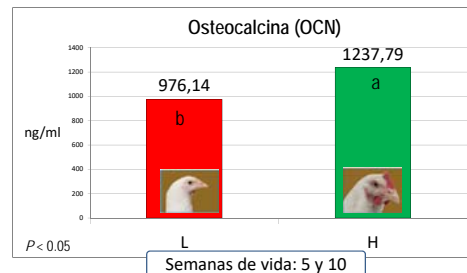 Osteocalcina (OCN)
1400
1200
1000
800
600
400
200
0
ng/ml
976,14
b
1237,79
a
L
H
P < 0.05
Semanas de vida: 5 y 10